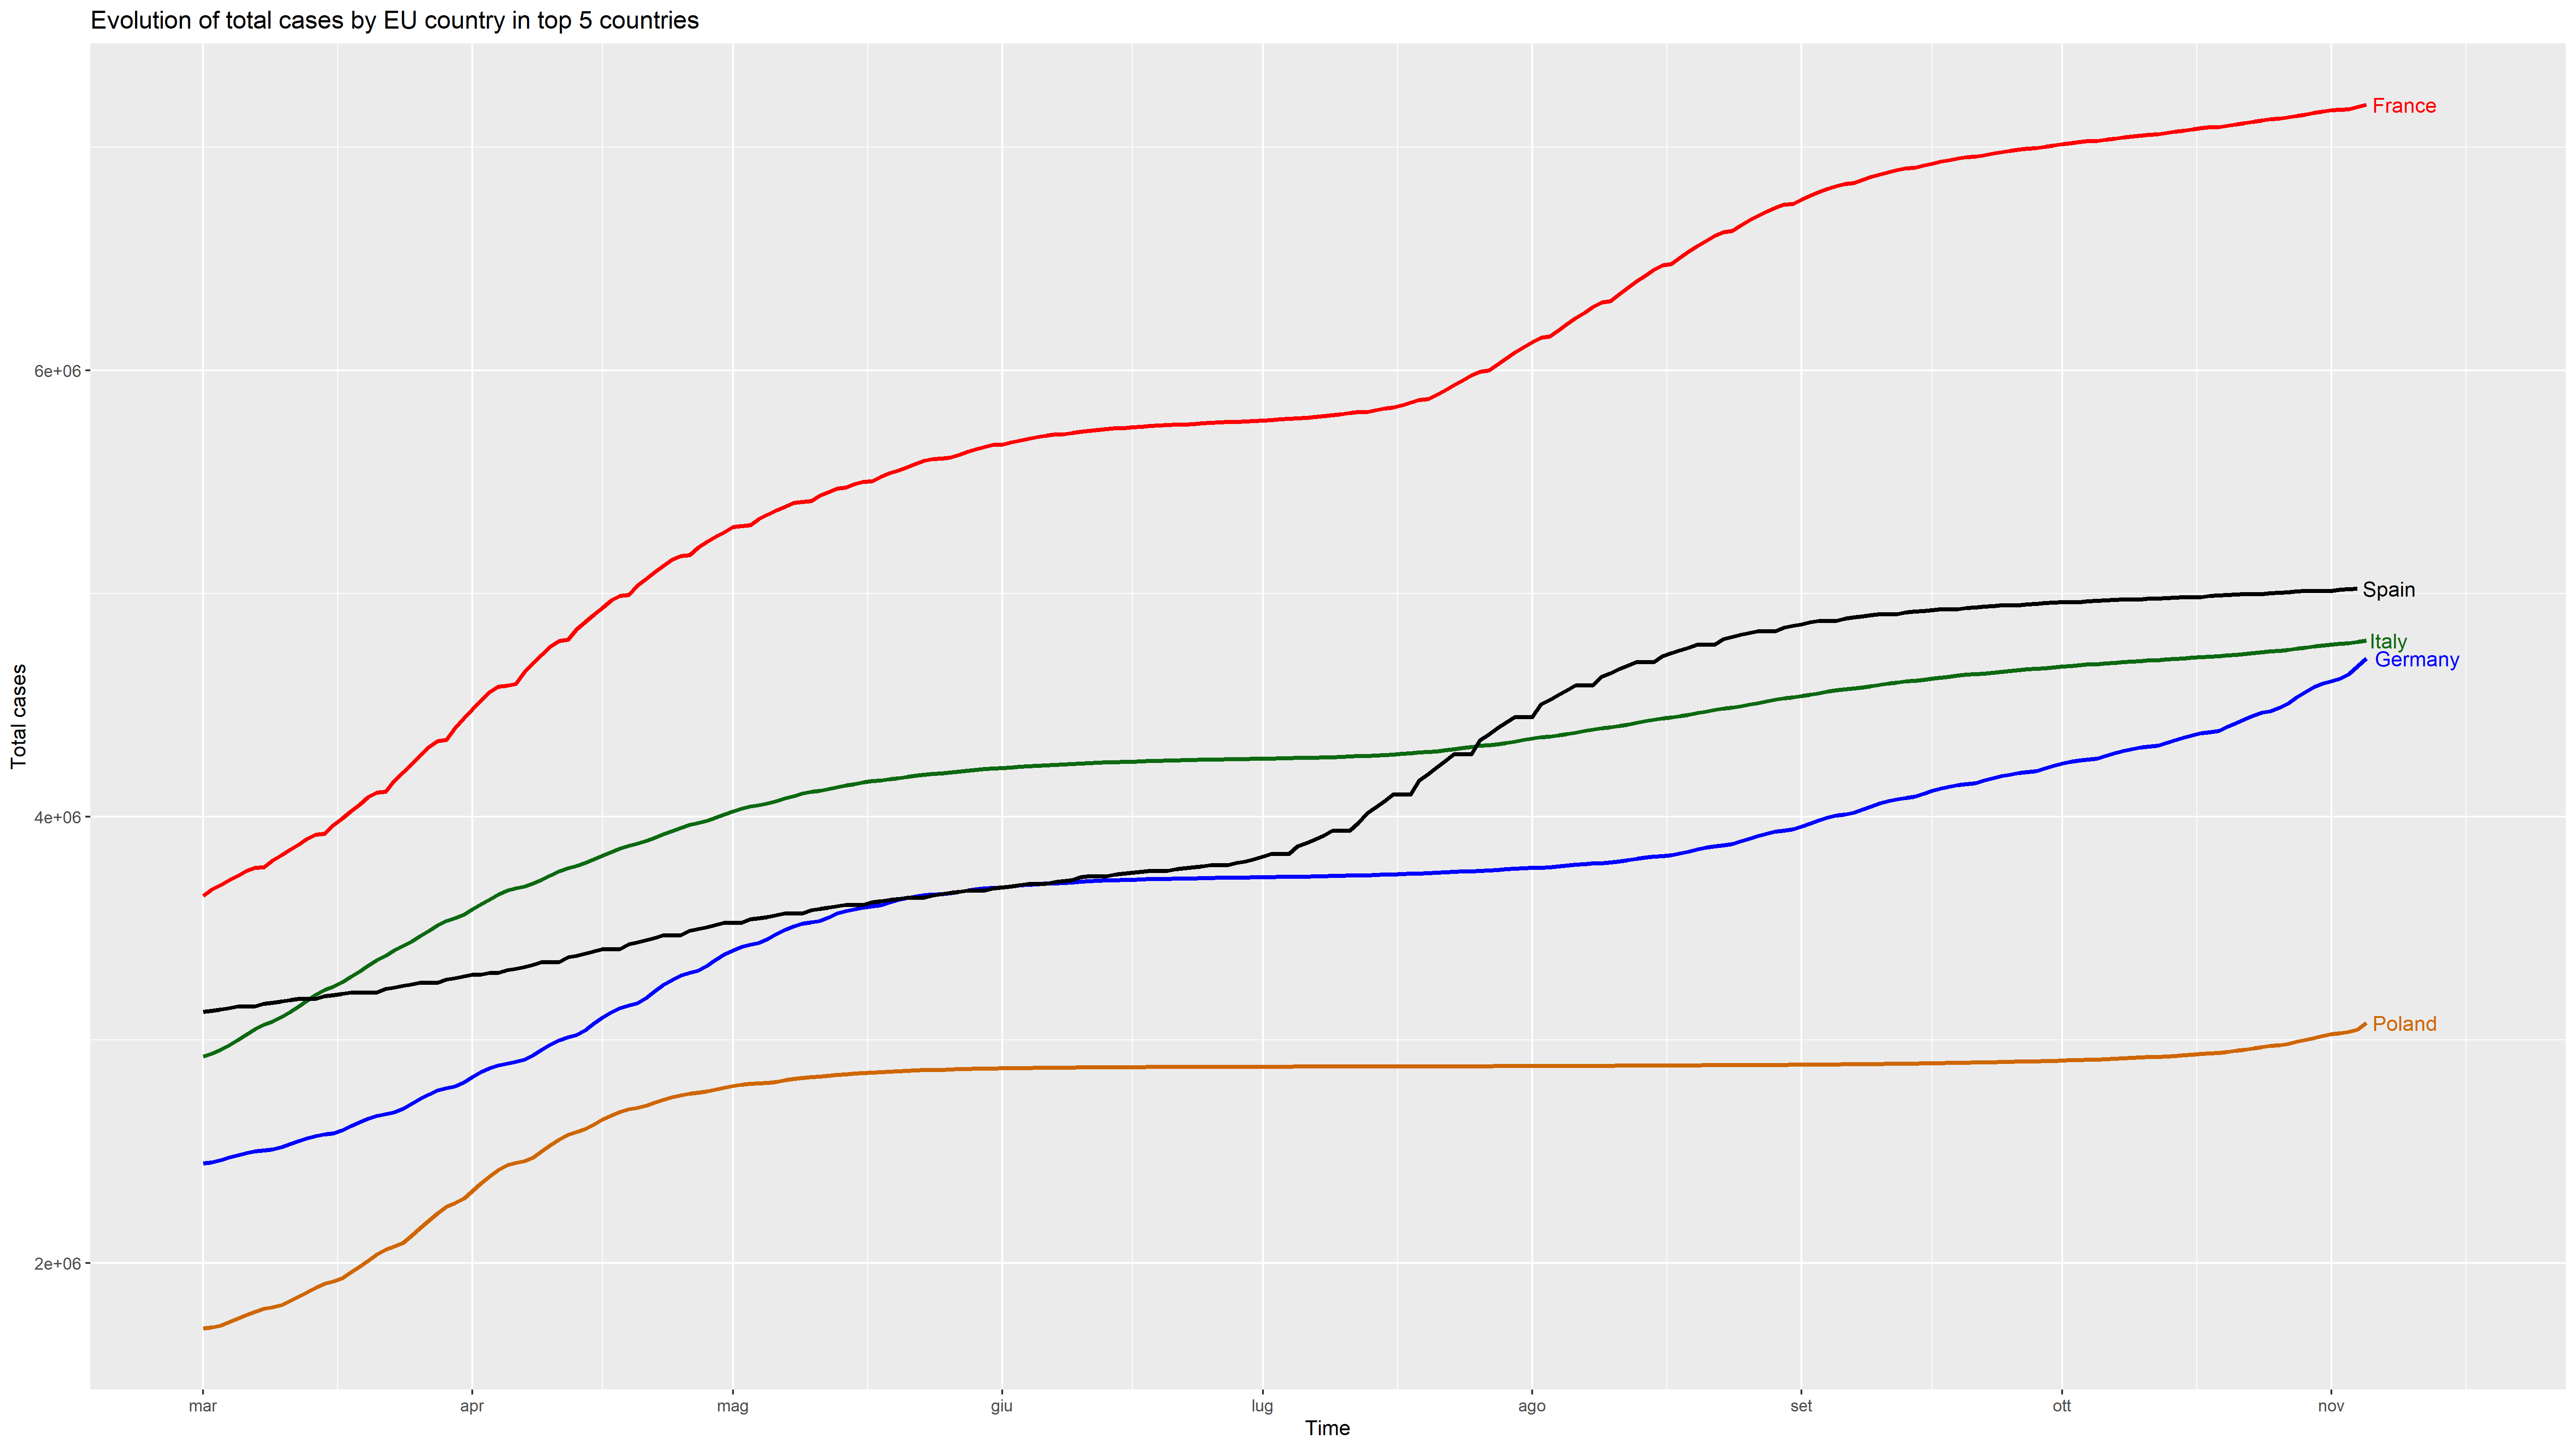 Evolution of total cases by EU country in top 5 countries
France
6e+06
Spain
Italy
Germany
Total cases
4e+06
Poland
2e+06
mar apr mag giu lug ago set ott nov
Time